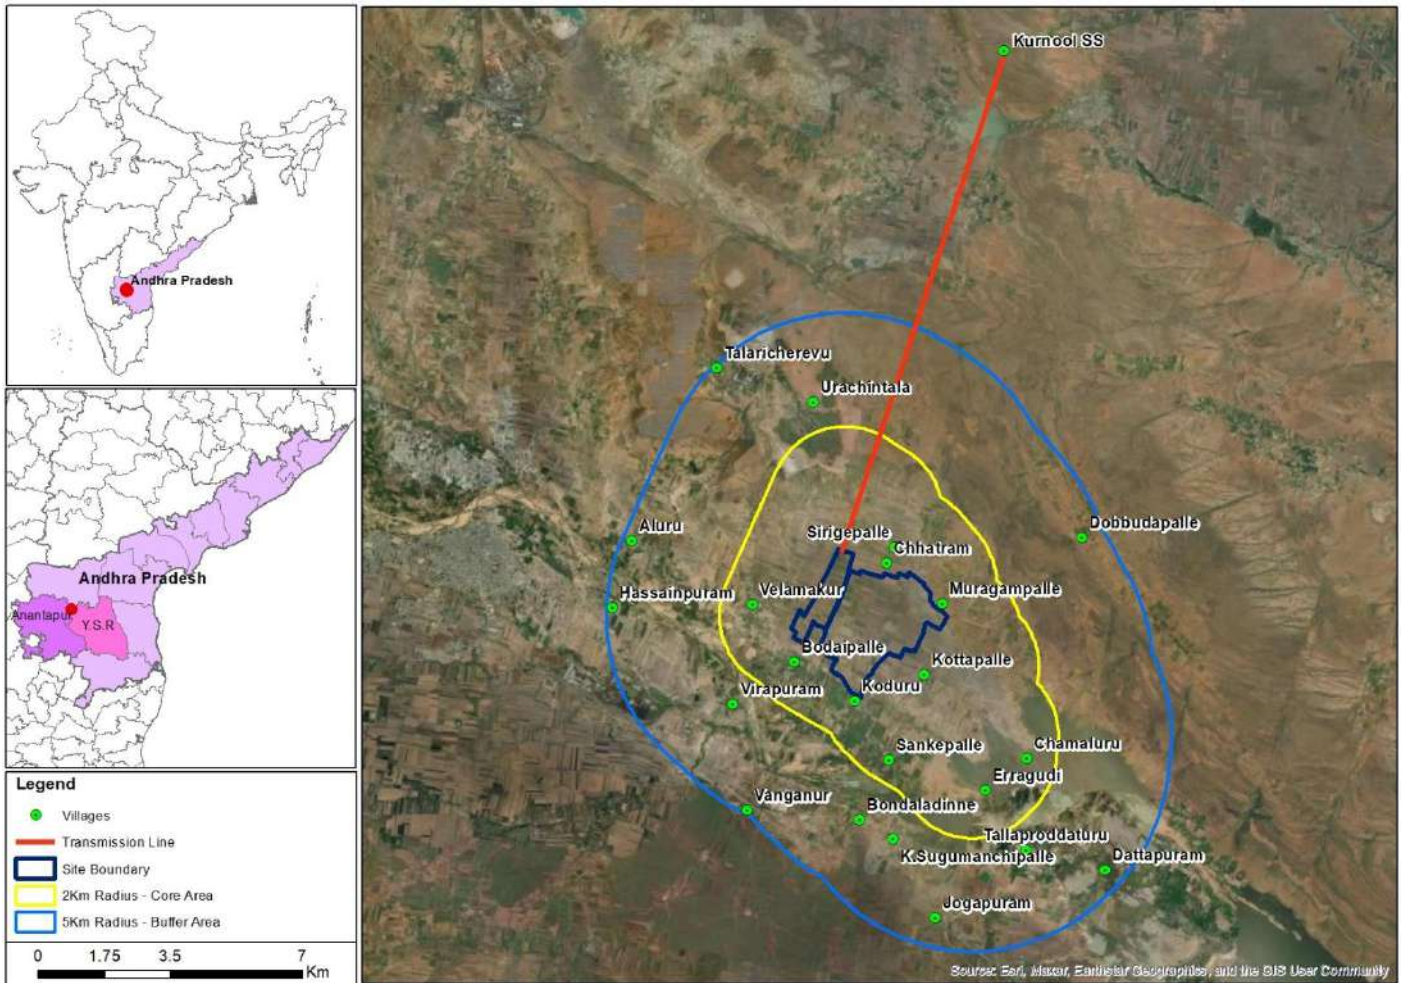 Andhra Pradesh
Andhra Pradesh
Anantapur
Y.S.R
Legend
Villages
Transmission Line
Site Boundary
2Km Radius - Core Area
5Km Radius - Buffer Area
0 1.75 3.5 7
Km
Kurnool SS
Talaricherevu
Urachintala
Aluru
Sirigepalle
Dobbudapalle
Chhatram
Hassainpuram
Velamakur
Muragampalle
Bodaipalle
Kottapalle
Virapuram
Koduru
Sankepalle
Chamaluru
Erragudi
Vanganur
Bondaladinne
Tallaproddaturu
K.Sugumanchipalle
Dattapuram
Jogapuram
Source: Esri, Maxar, Earthstar Geographics, and the GIS User Community